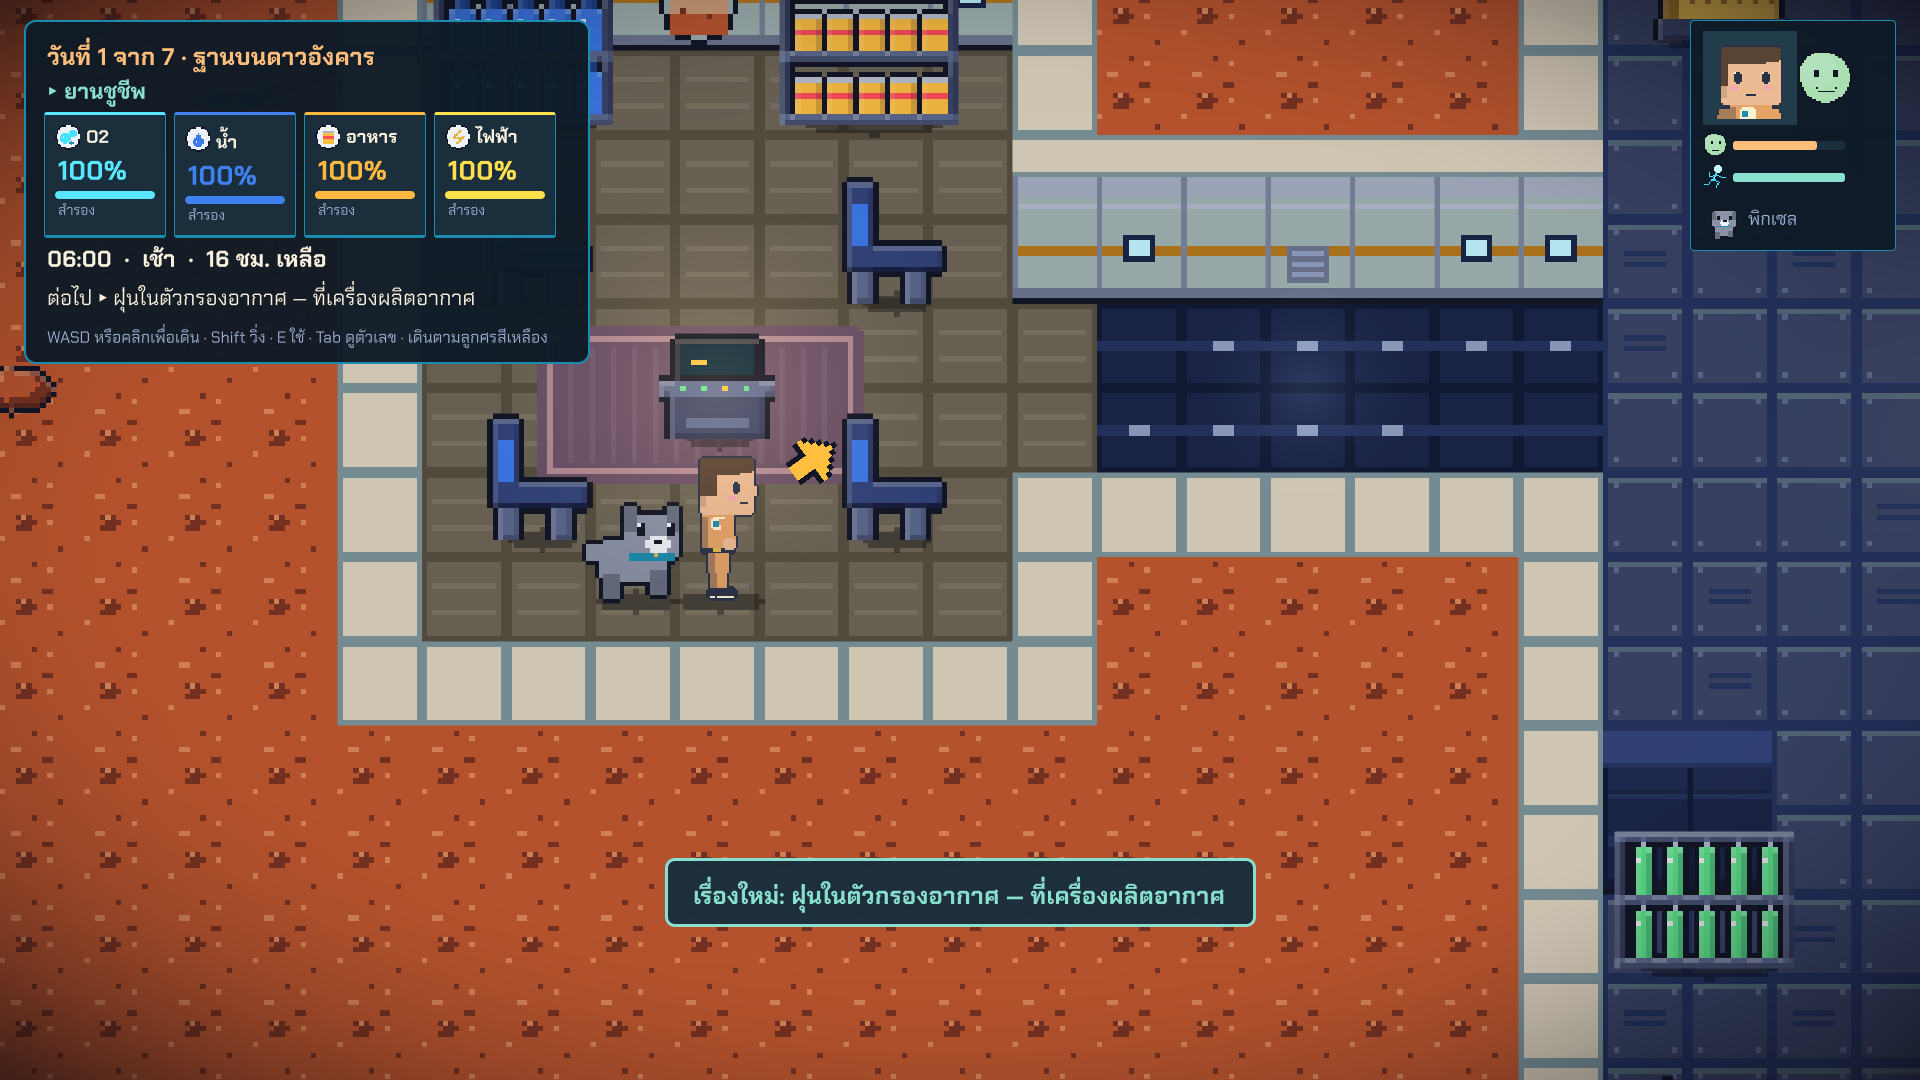 วันที่ 1 จาก 7 · ฐานบนดาวอังคาร
▸ ยานชูชีพ
O2
100%
สำรอง
น้ำ
100%
สำรอง
อาหาร
100%
สำรอง
ไฟฟ้า
100%
สำรอง
06:00 · เช้า · 16 ชม. เหลือ
ต่อไป ▸ ฝุ่นในตัวกรองอากาศ — ที่เครื่องผลิตอากาศ
WASD หรือคลิกเพื่อเดิน · Shift วิ่ง · E ใช้ · Tab ดูตัวเลข · เดินตามลูกศรสีเหลือง
พิกเซล
เรื่องใหม่: ฝุ่นในตัวกรองอากาศ — ที่เครื่องผลิตอากาศ